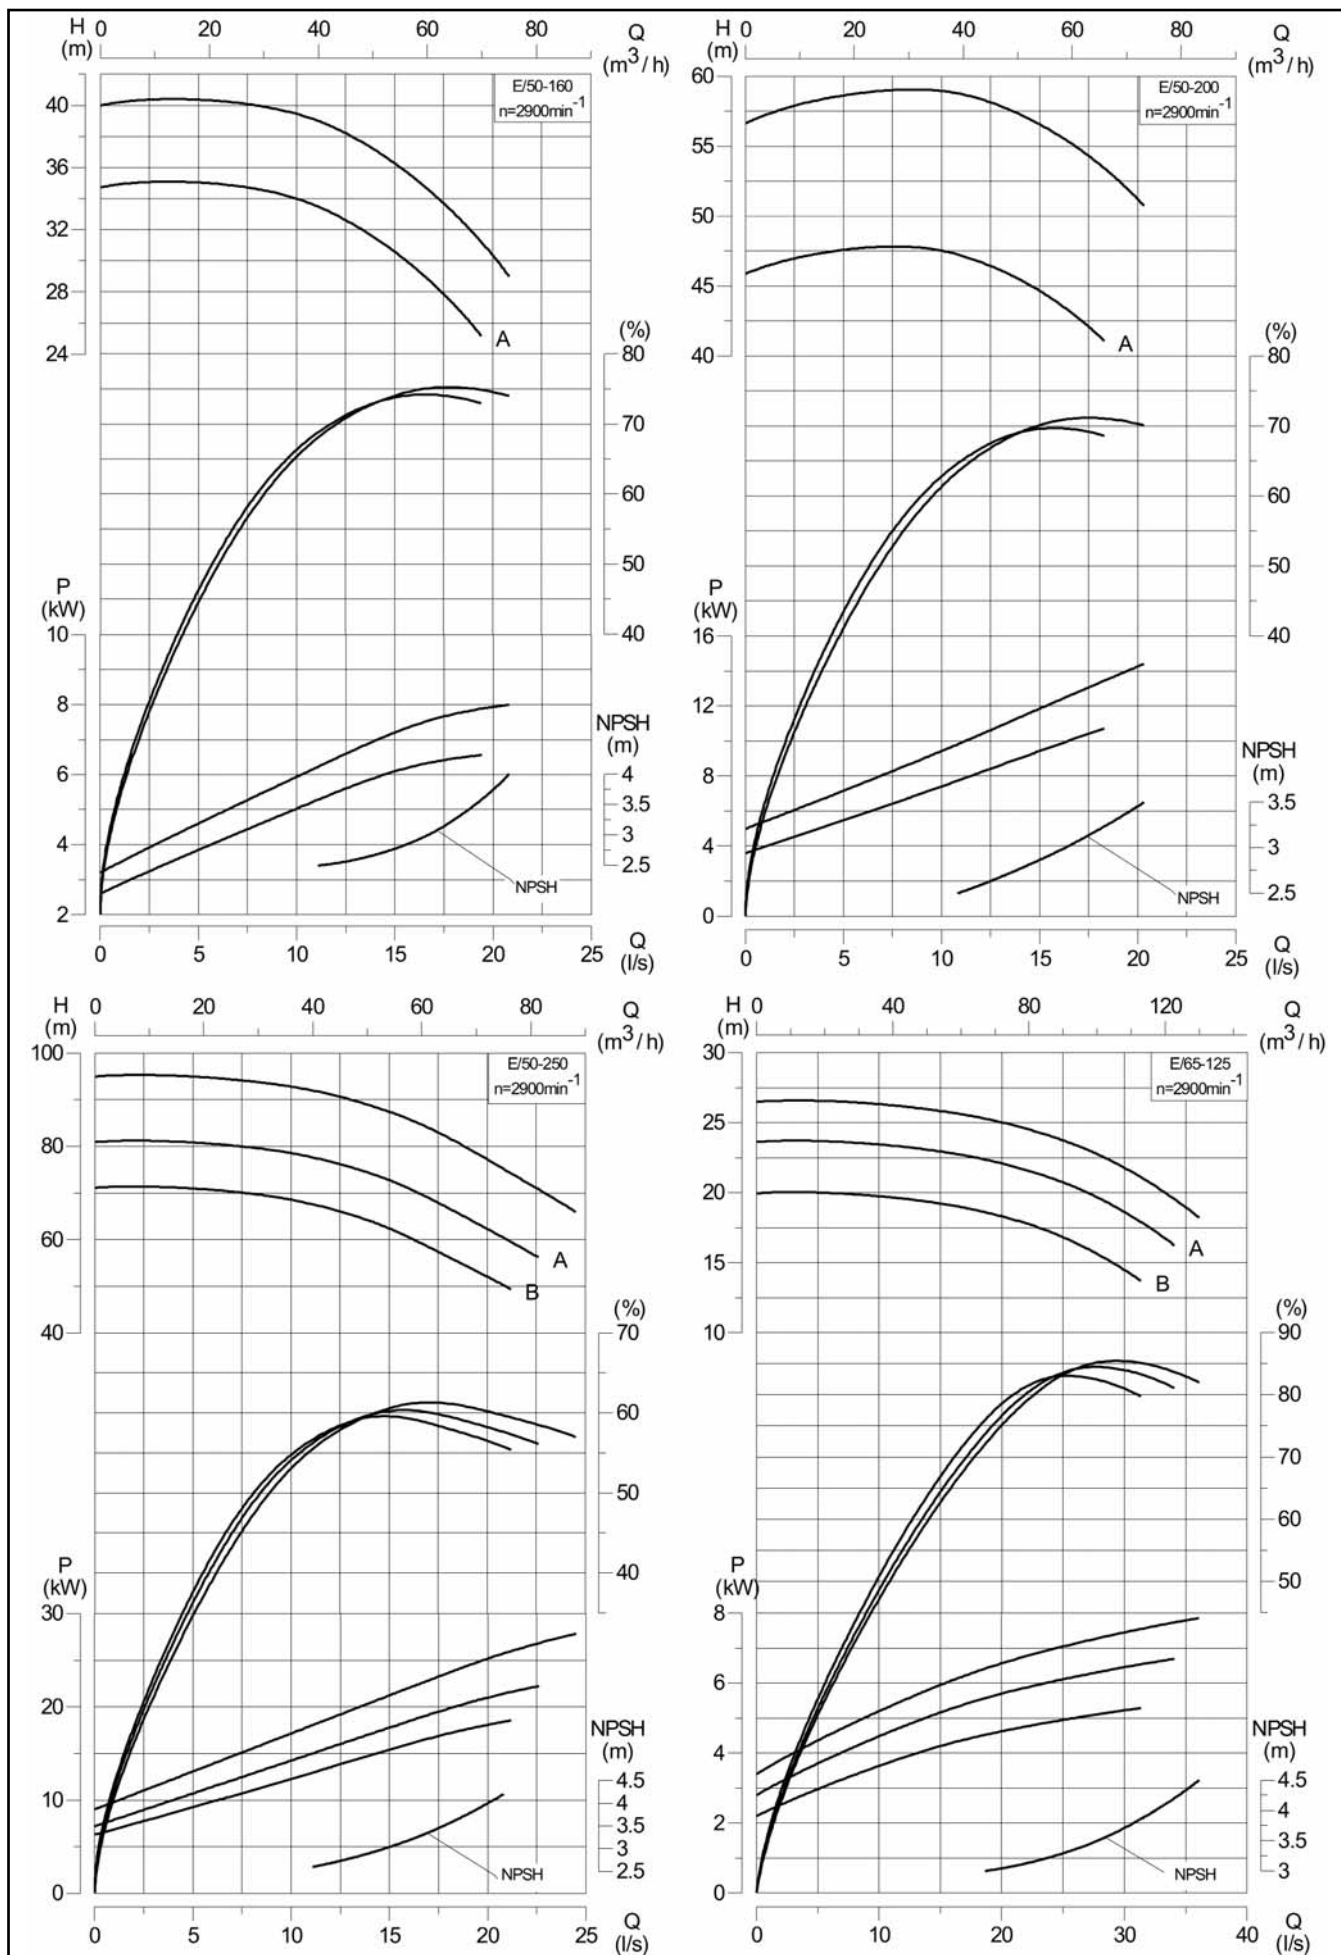 H 0 20 40 60 80 Q
(m) (m³/h)
E/50-160
n=2900min⁻¹
40
36
32
28
24
A
(%)
80
70
60
50
40
P
(kW)
10
8
6
4
2
NPSH
(m)
4
3.5
3
2.5
NPSH
0 5 10 15 20 25 Q
(l/s)
H 0 20 40 60 80 Q
(m) (m³/h)
E/50-200
n=2900min⁻¹
60
55
50
45
40
A
(%)
80
70
60
50
40
P
(kW)
16
12
8
4
0
NPSH
(m)
3.5
3
2.5
NPSH
0 5 10 15 20 25 Q
(l/s)
H 0 20 40 60 80 Q
(m) (m³/h)
E/50-250
n=2900min⁻¹
100
80
60
40
A
B
(%)
70
60
50
40
P
(kW)
30
20
10
0
NPSH
(m)
4.5
4
3.5
3
2.5
NPSH
0 5 10 15 20 25 Q
(l/s)
H 0 40 80 120 Q
(m) (m³/h)
E/65-125
n=2900min⁻¹
30
25
20
15
10
A
B
(%)
90
80
70
60
50
P
(kW)
8
6
4
2
0
NPSH
(m)
4.5
4
3.5
3
NPSH
0 10 20 30 40
Q
(l/s)